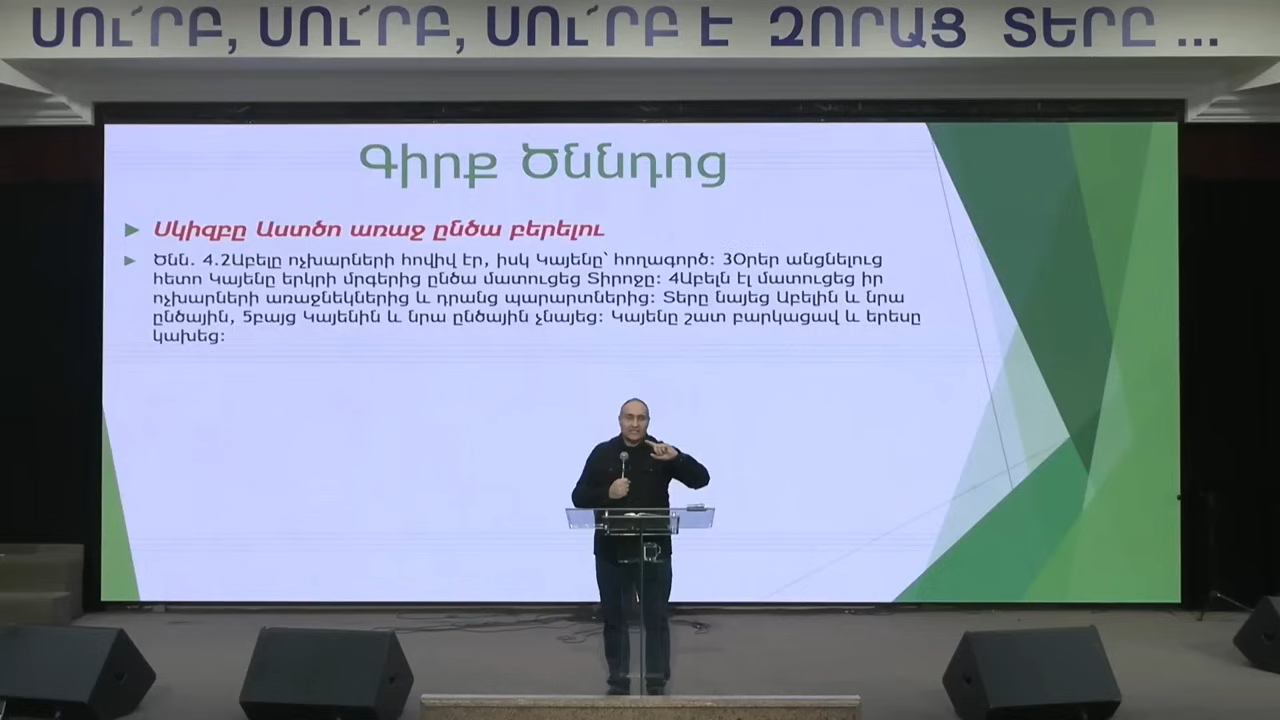 ՍՈւ՛ՐԲ, ՍՈւ՛ՐԲ, ՍՈւ՛ՐԲ Է ԶՈՐԱՑ ՏԵՐԸ ...
Գիրք Ծննդոց
Սկիզբը Աստծո առաջ ընծա բերելու
Ծնն. 4.2Աբելը ոչխարների հովիվ էր, իսկ Կայենը՝ հողագործ: 3Օրեր անցնելուց
հետո Կայենը երկրի մրգերից ընծա մատուցեց Տիրոջը: 4Աբելն էլ մատուցեց իր
ոչխարների առաջնեկներից և դրանց պարարտներից: Տերը նայեց Աբելին և նրա
ընծային, 5բայց Կայենին և նրա ընծային չնայեց: Կայենը շատ բարկացավ և երեսը
կախեց: